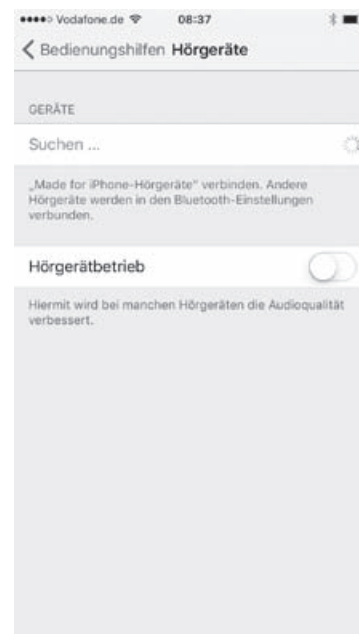 Vodafone.de 08:37
Bedienungshilfen Hörgeräte
GERÄTE
Suchen ...
„Made for iPhone-Hörgeräte“ verbinden. Andere
Hörgeräte werden in den Bluetooth-Einstellungen
verbunden.
Hörgerätbetrieb
Hiermit wird bei manchen Hörgeräten die Audioqualität
verbessert.